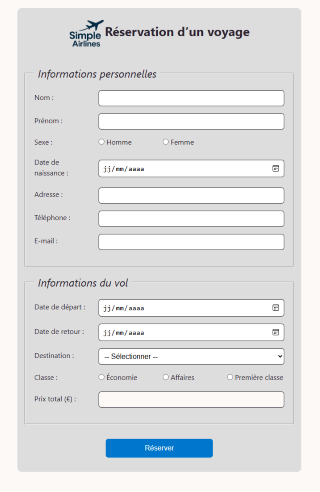 Simple
Airlines
Réservation d'un voyage
Informations personnelles
Nom :
Prénom :
Sexe :
Homme
Femme
Date de
naissance :
jj/mm/aaaa
Adresse :
Téléphone :
E-mail :
Informations du vol
Date de départ :
jj/mm/aaaa
Date de retour :
jj/mm/aaaa
Destination :
-- Sélectionner --
Classe :
Économie
Affaires
Première classe
Prix total (€) :
Réserver